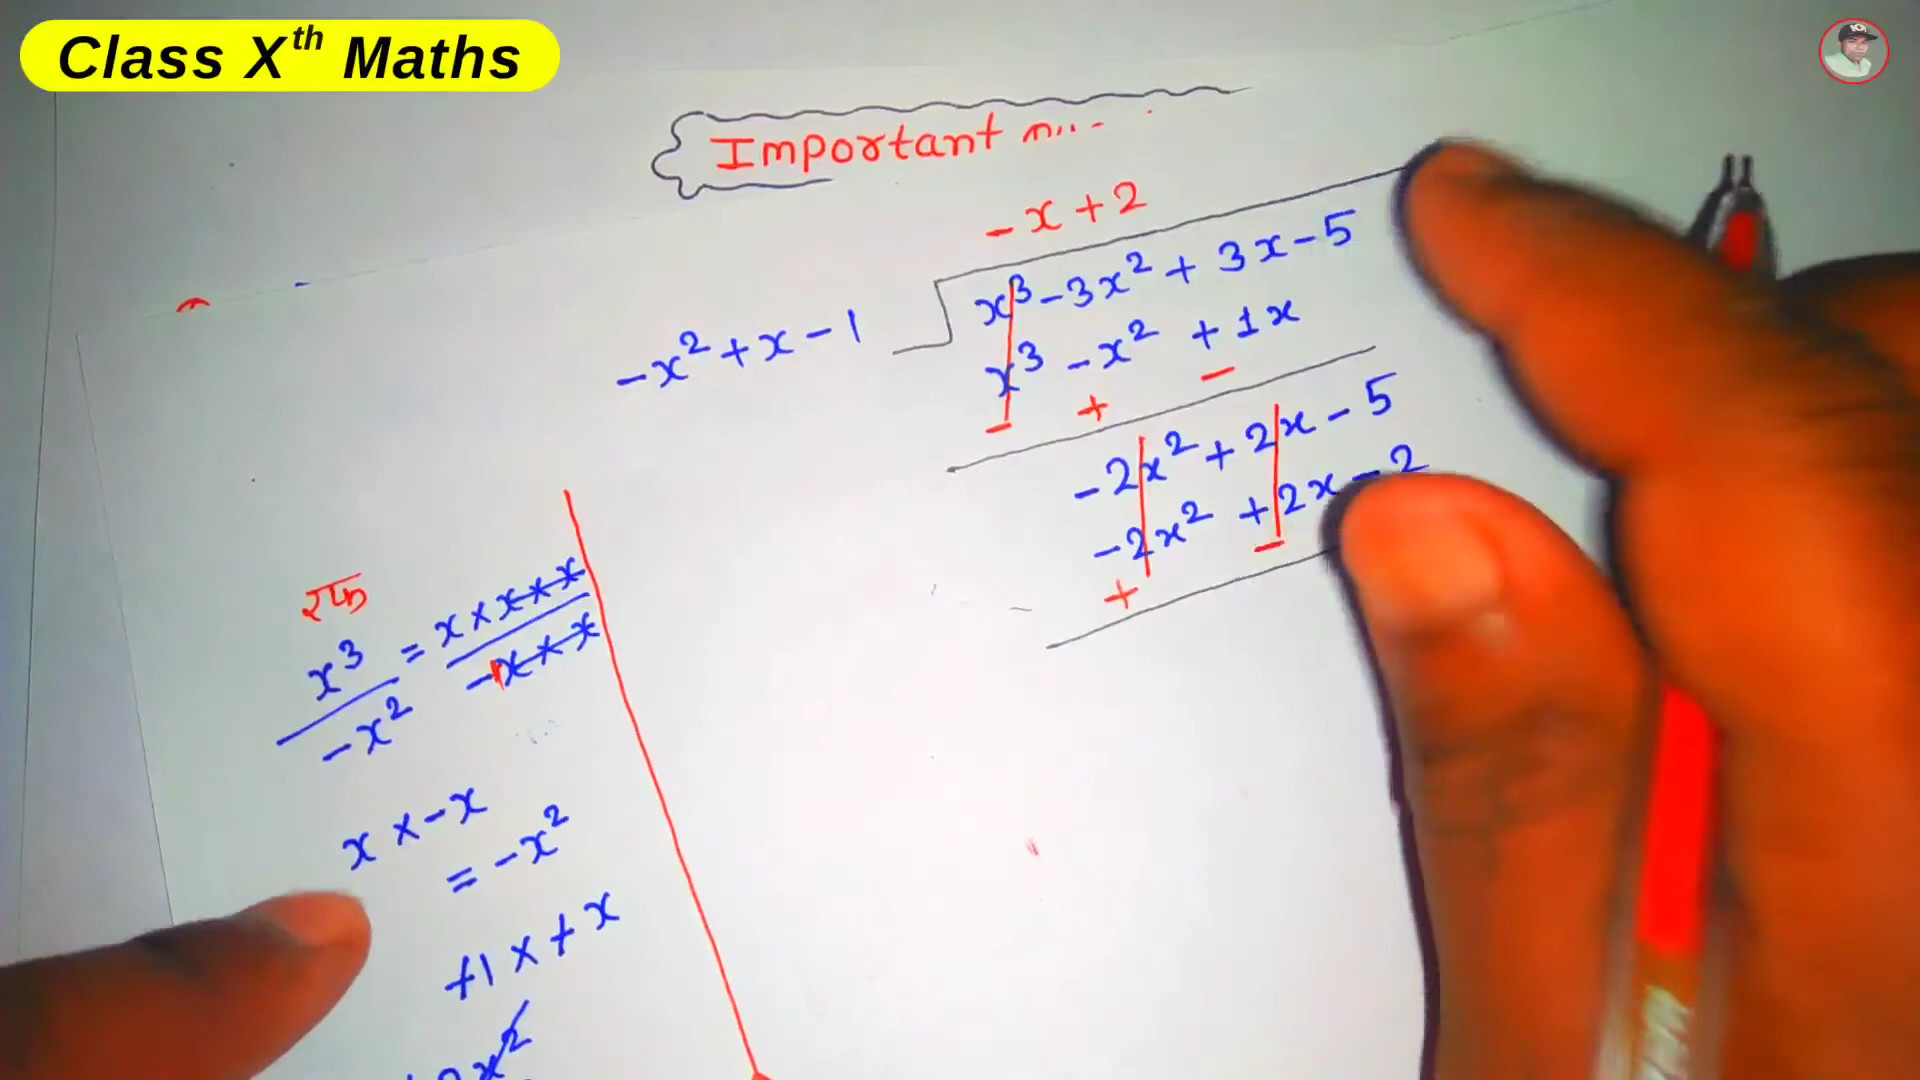 Class Xth Maths
Important
-x+2
-x²+x-1
x³-3x²+3x-5
x³-x²+1x
- + -
-2x²+2x-5
-2x²+2x-2
+ -
रफ
x³/-x² = x×x×x/-x×x
x×-x
= -x²
+1×+x